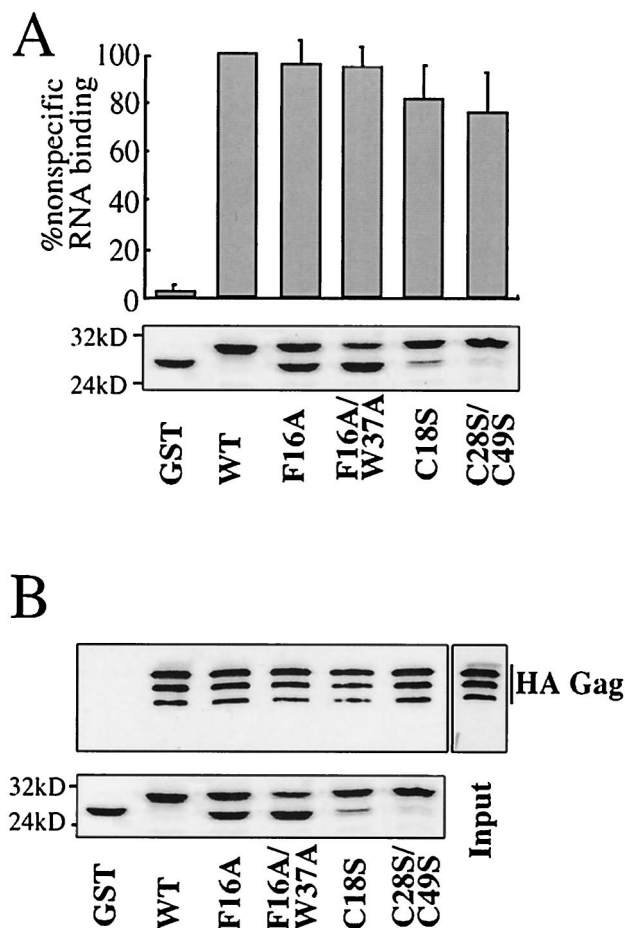 A
%nonspecific
RNA binding
100
80
60
40
20
0
32kD
24kD
GST
WT
F16A
F16A/
W37A
C18S
C28S/
C49S
B
HA Gag
32kD
24kD
GST
WT
F16A
F16A/
W37A
C18S
C28S/
C49S
Input